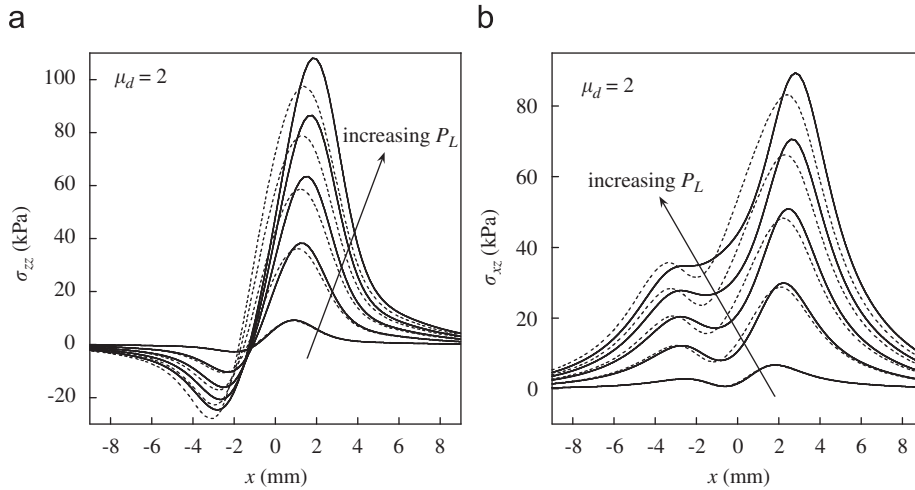 a
μd = 2
increasing PL
σzz (kPa)
100
80
60
40
20
0
-20
-8 -6 -4 -2 0 2 4 6 8
x (mm)
b
μd = 2
increasing PL
σxz (kPa)
80
60
40
20
0
-8 -6 -4 -2 0 2 4 6 8
x (mm)